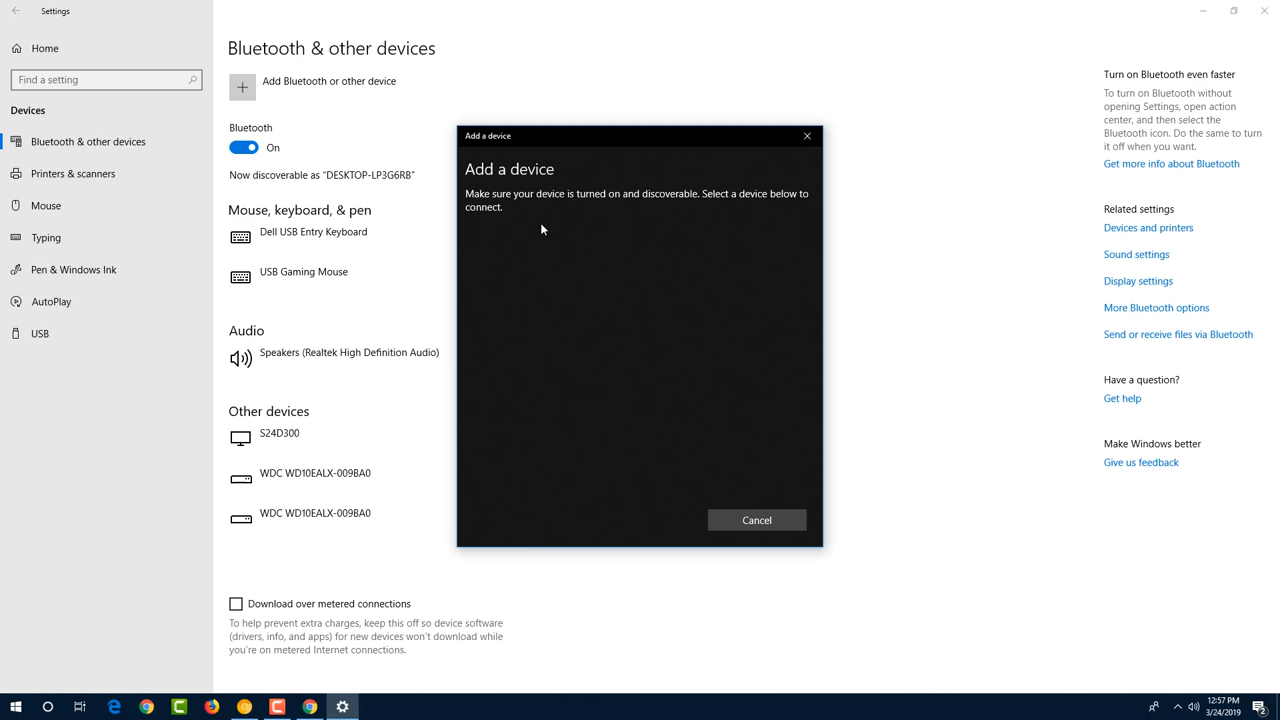 Settings
Home
Find a setting
Devices
Bluetooth & other devices
Printers & scanners
Mouse
Typing
Pen & Windows Ink
AutoPlay
USB
Bluetooth & other devices
Add Bluetooth or other device
Bluetooth
On
Now discoverable as “DESKTOP-LP3G6RB”
Mouse, keyboard, & pen
Dell USB Entry Keyboard
USB Gaming Mouse
Audio
Speakers (Realtek High Definition Audio)
Other devices
S24D300
WDC WD10EALX-009BA0
WDC WD10EALX-009BA0
Download over metered connections
To help prevent extra charges, keep this off so device software
(drivers, info, and apps) for new devices won’t download while
you’re on metered Internet connections.
Add a device
Add a device
Make sure your device is turned on and discoverable. Select a device below to
connect.
Cancel
Turn on Bluetooth even faster
To turn on Bluetooth without
opening Settings, open action
center, and then select the
Bluetooth icon. Do the same to turn
it off when you want.
Get more info about Bluetooth
Related settings
Devices and printers
Sound settings
Display settings
More Bluetooth options
Send or receive files via Bluetooth
Have a question?
Get help
Make Windows better
Give us feedback
12:57 PM
3/24/2019
2